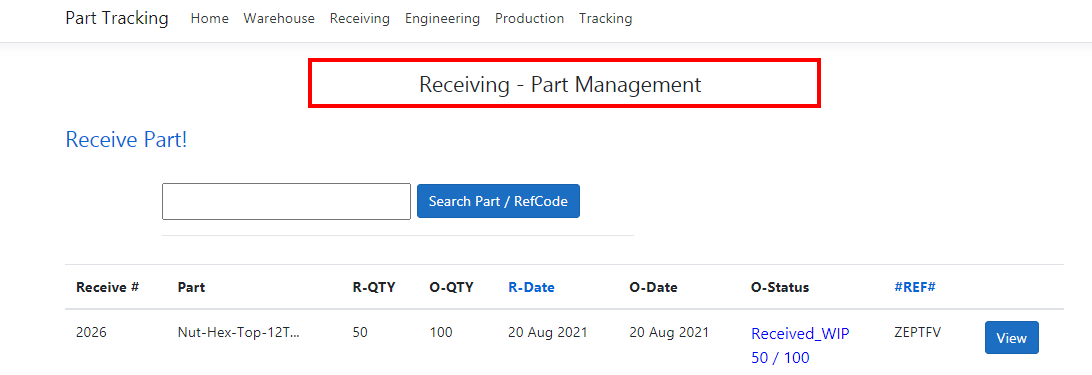 Part Tracking Home Warehouse Receiving Engineering Production Tracking
Receiving - Part Management
Receive Part!
Search Part / RefCode
Receive # Part R-QTY O-QTY R-Date O-Date O-Status #REF#
2026 Nut-Hex-Top-12T... 50 100 20 Aug 2021 20 Aug 2021 Received_WIP ZEPTFV View
50 / 100